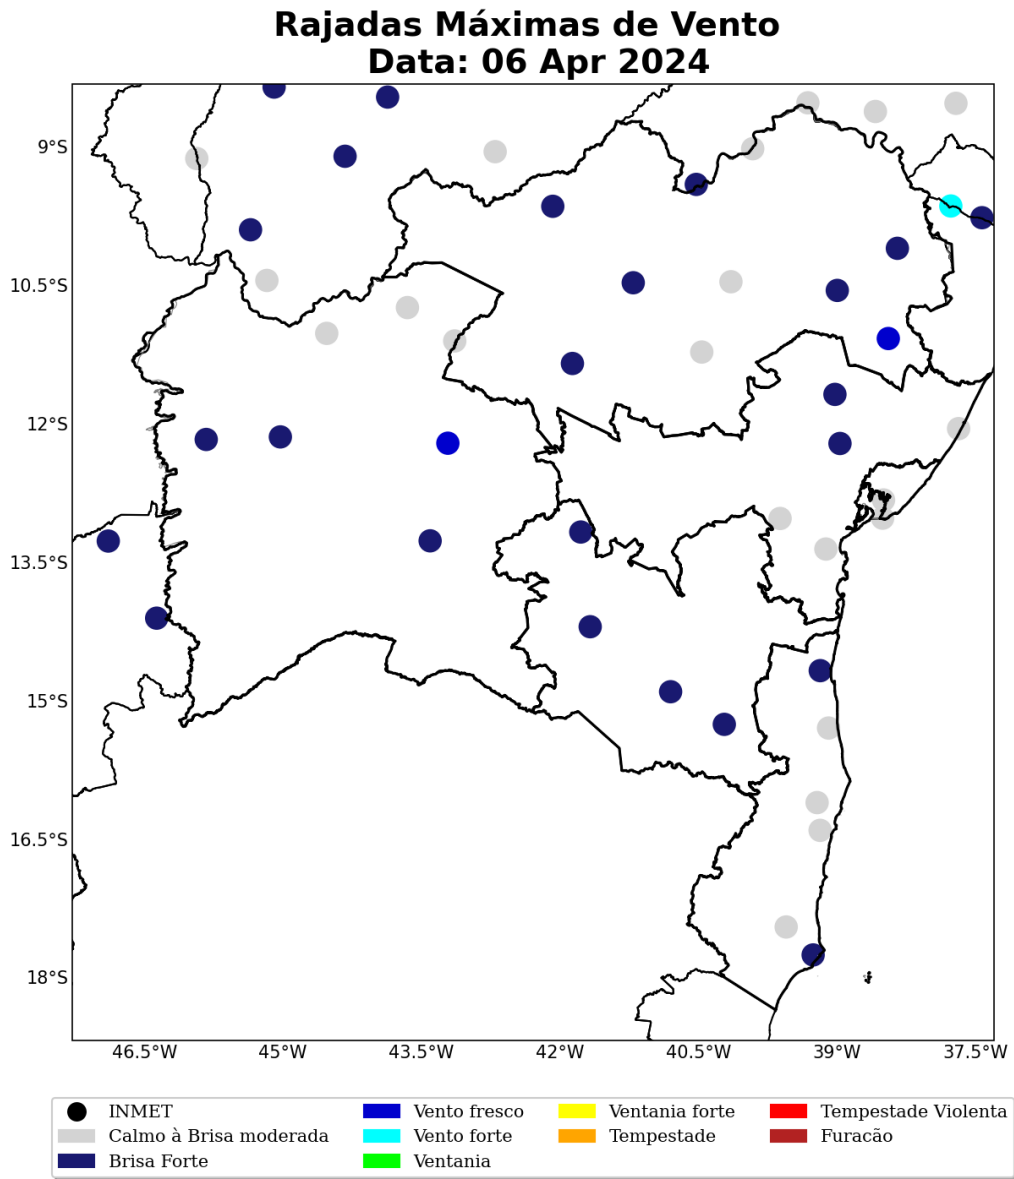 Rajadas Máximas de Vento
Data: 06 Apr 2024
9°S
10.5°S
12°S
13.5°S
15°S
16.5°S
18°S
46.5°W 45°W 43.5°W 42°W 40.5°W 39°W 37.5°W
INMET
Calmo à Brisa moderada
Brisa Forte
Vento fresco
Vento forte
Ventania
Ventania forte
Tempestade
Tempestade Violenta
Furacão